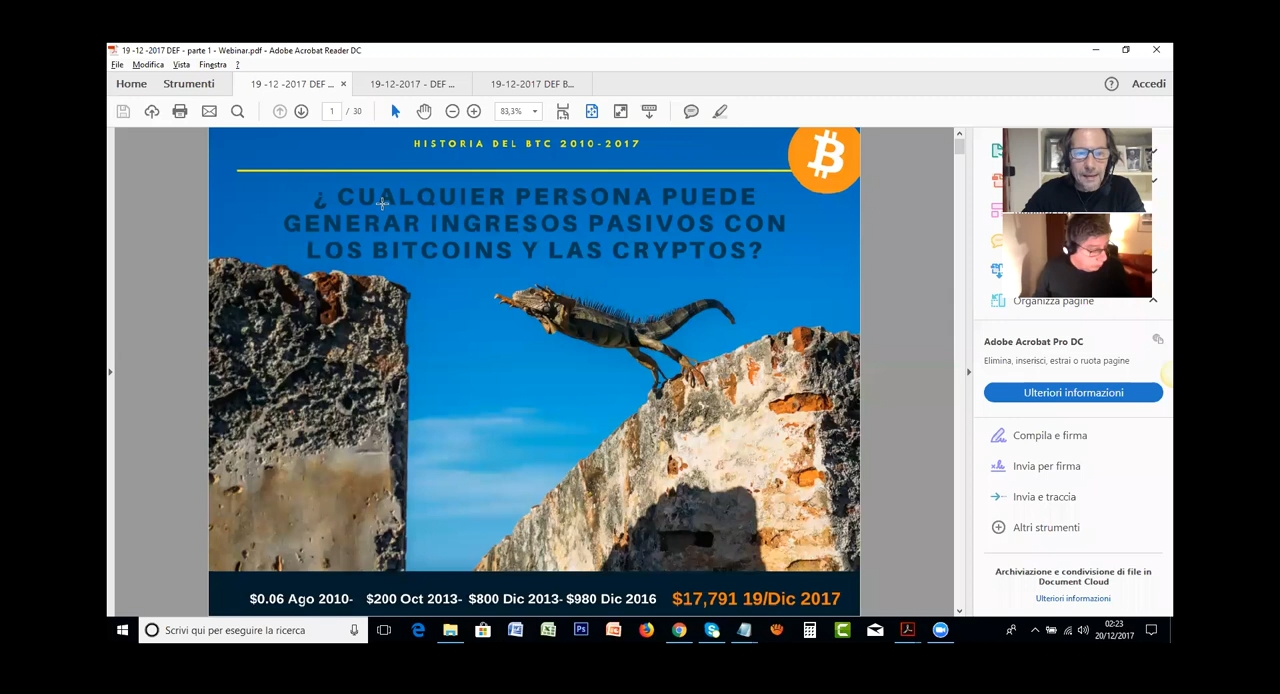 19 -12 -2017 DEF - parte 1 - Webinar.pdf - Adobe Acrobat Reader DC
File Modifica Vista Finestra ?
Home Strumenti 19 -12 -2017 DEF ... × 19-12-2017 - DEF ... 19-12-2017 DEF B... Accedi
1 / 30 83,3%
HISTORIA DEL BTC 2010-2017
¿ CUALQUIER PERSONA PUEDE
GENERAR INGRESOS PASIVOS CON
LOS BITCOINS Y LAS CRYPTOS?
$0.06 Ago 2010- $200 Oct 2013- $800 Dic 2013- $980 Dic 2016 $17,791 19/Dic 2017
Organizza pagine
Adobe Acrobat Pro DC
Elimina, inserisci, estrai o ruota pagine
Ulteriori informazioni
Compila e firma
Invia per firma
Invia e traccia
Altri strumenti
Archiviazione e condivisione di file in
Document Cloud
Ulteriori informazioni
Scrivi qui per eseguire la ricerca
02:23
20/12/2017